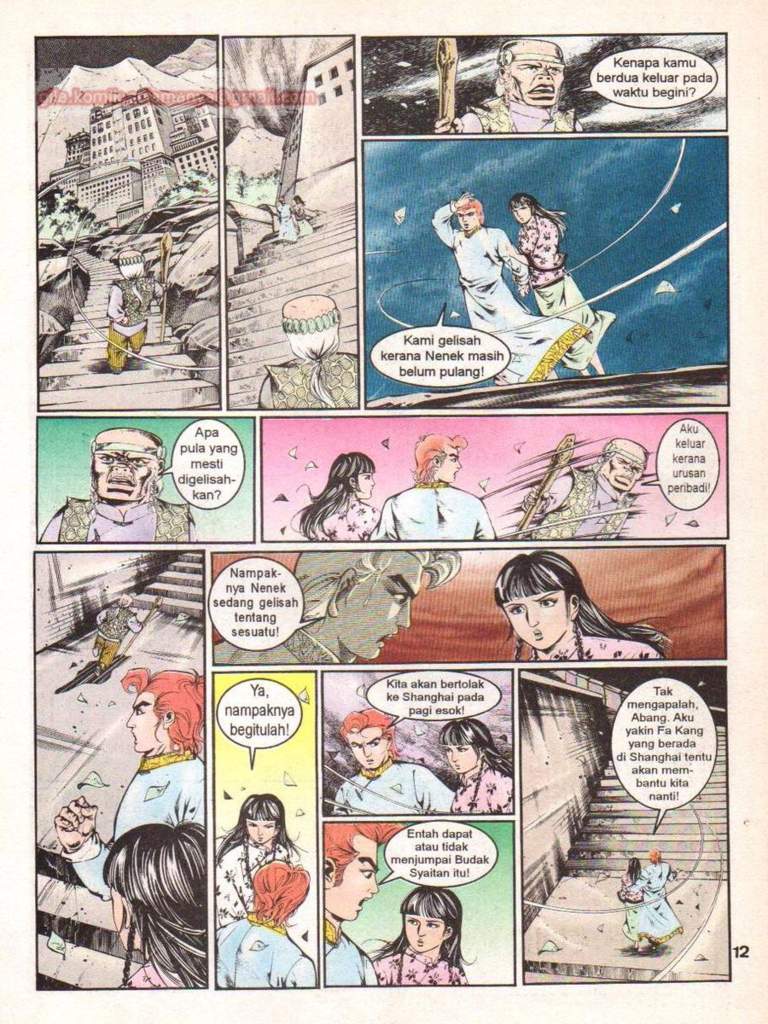 Kenapa kamu
berdua keluar pada
waktu begini?
Kami gelisah
kerana Nenek masih
belum pulang!
Apa
pula yang
mesti
digelisah-
kan?
Aku
keluar
kerana
urusan
peribadi!
Nampak-
nya Nenek
sedang gelisah
tentang
sesuatu!
Ya,
nampaknya
begitulah!
Kita akan bertolak
ke Shanghai pada
pagi esok!
Entah dapat
atau tidak
menjumpai Budak
Syaitan itu!
Tak
mengapalah,
Abang. Aku
yakin Fa Kang
yang berada
di Shanghai tentu
akan mem-
bantu kita
nanti!
12